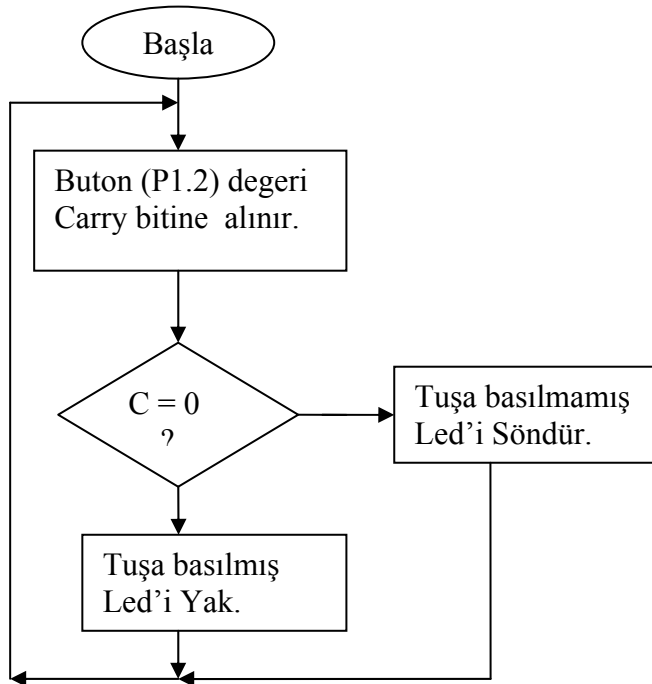 Başla
Buton (P1.2) degeri
Carry bitine alınır.
C = 0
?
Tuşa basılmamış
Led’i Söndür.
Tuşa basılmış
Led’i Yak.